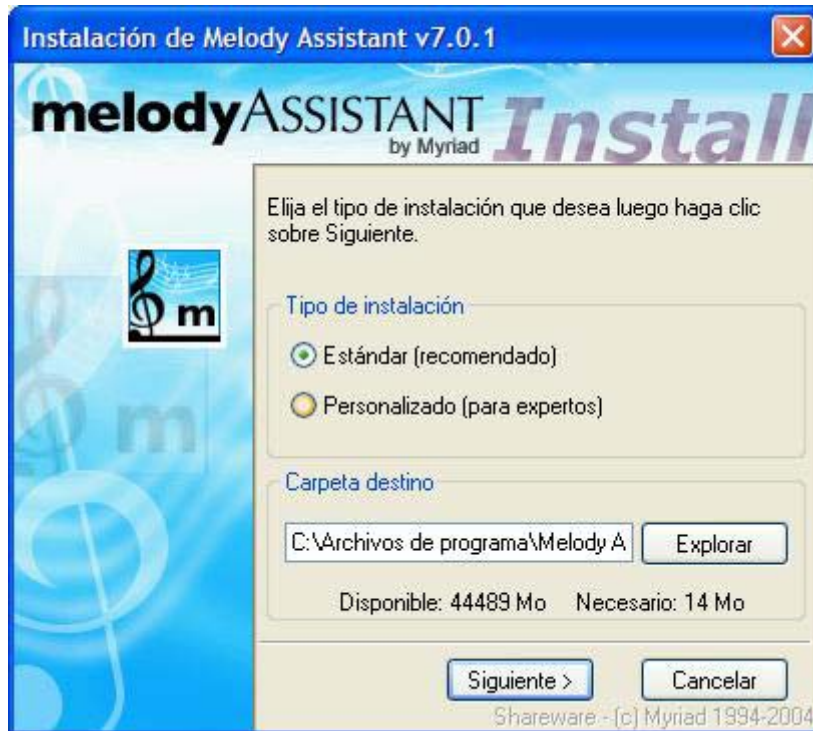 Instalación de Melody Assistant v7.0.1
melodyASSISTANT
by Myriad
Install
Elija el tipo de instalación que desea luego haga clic
sobre Siguiente.
m
m
Tipo de instalación
Estándar (recomendado)
Personalizado (para expertos)
Carpeta destino
C:\Archivos de programa\Melody A
Explorar
Disponible: 44489 Mo Necesario: 14 Mo
Siguiente >
Cancelar
Shareware - (c) Myriad 1994-2004